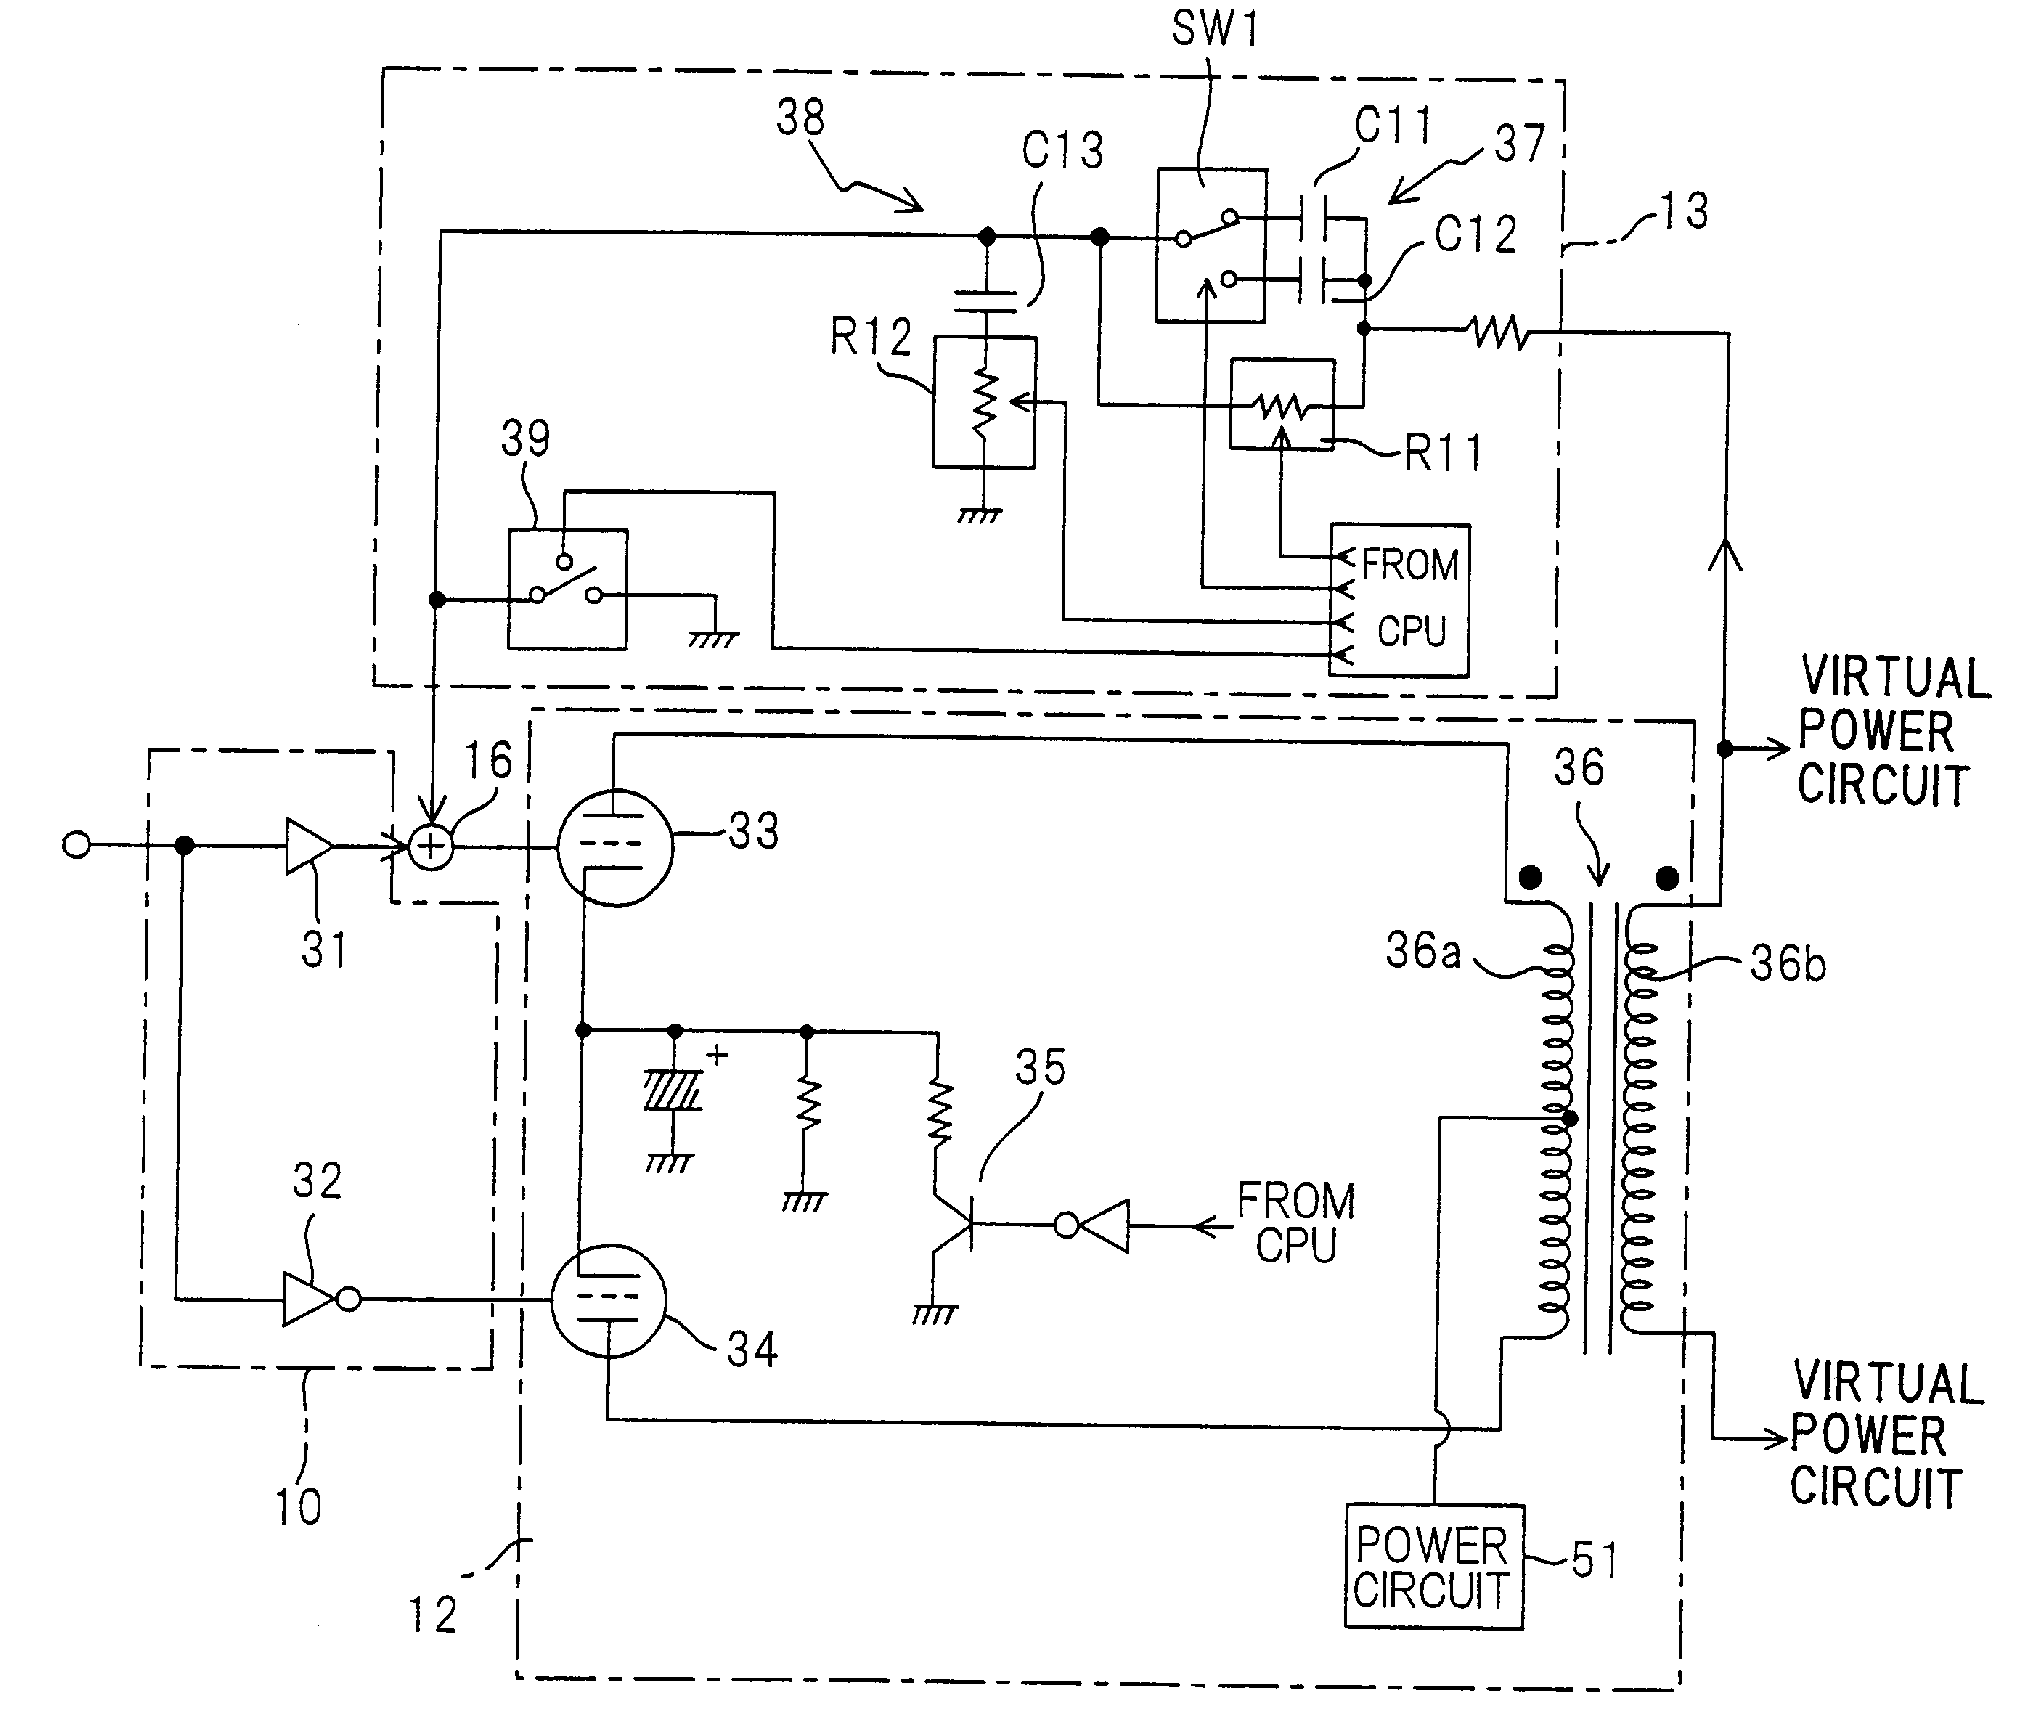 SW1
38
C13
C11
37
13
C12
R12
39
R11
FROM
CPU
VIRTUAL
POWER
CIRCUIT
16
36
33
31
36a
36b
+
35
32
FROM
CPU
34
VIRTUAL
POWER
CIRCUIT
10
POWER
CIRCUIT
51
12